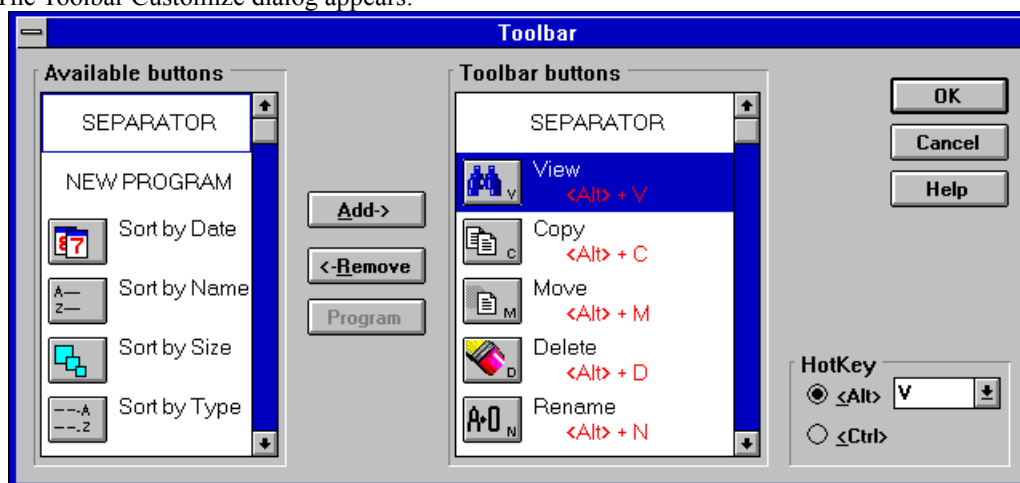 The Toolbar Customize dialog appears.
Toolbar
Available buttons
SEPARATOR
NEW PROGRAM
8 7 Sort by Date
A—
Z— Sort by Name
Sort by Size
---A
--.Z Sort by Type
Add->
<-Remove
Program
Toolbar buttons
SEPARATOR
V View
<Alt> + V
C Copy
<Alt> + C
M Move
<Alt> + M
D Delete
<Alt> + D
N Rename
<Alt> + N
OK
Cancel
Help
HotKey
<Alt> V
<Ctrl>